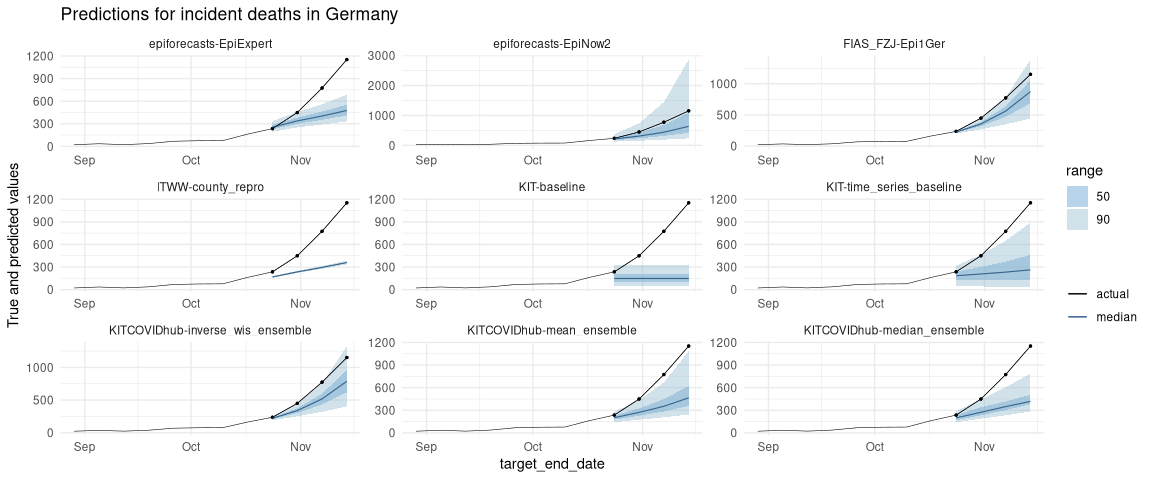 Predictions for incident deaths in Germany
epiforecasts-EpiExpert
epiforecasts-EpiNow2
FIAS_FZJ-Epi1Ger
1200
900
600
300
0
Sep
Oct
Nov
3000
2000
1000
0
Sep
Oct
Nov
1000
500
0
Sep
Oct
Nov
ITWW-county_repro
KIT-baseline
KIT-time_series_baseline
1200
900
600
300
0
Sep
Oct
Nov
1200
900
600
300
0
Sep
Oct
Nov
1200
900
600
300
0
Sep
Oct
Nov
KITCOVIDhub-inverse_wis_ensemble
KITCOVIDhub-mean_ensemble
KITCOVIDhub-median_ensemble
1000
500
0
Sep
Oct
Nov
1200
900
600
300
0
Sep
Oct
Nov
1200
900
600
300
0
Sep
Oct
Nov
True and predicted values
target_end_date
range
50
90
actual
median